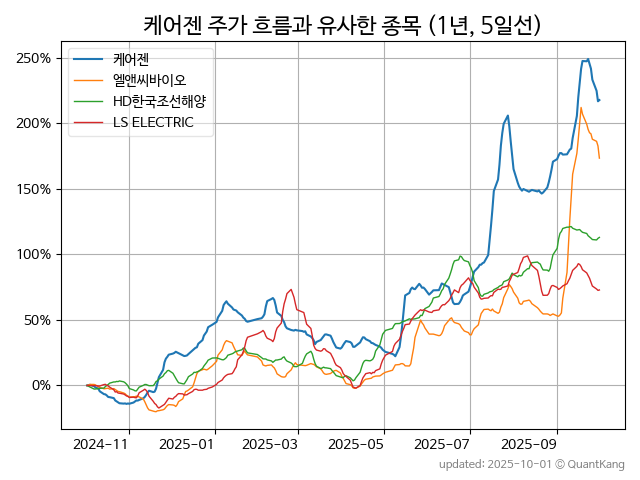 케어젠 주가 흐름과 유사한 종목 (1년, 5일선)
250%
200%
150%
100%
50%
0%
케어젠
엘앤씨바이오
HD한국조선해양
LS ELECTRIC
2024-11
2025-01
2025-03
2025-05
2025-07
2025-09
updated: 2025-10-01 © QuantKang